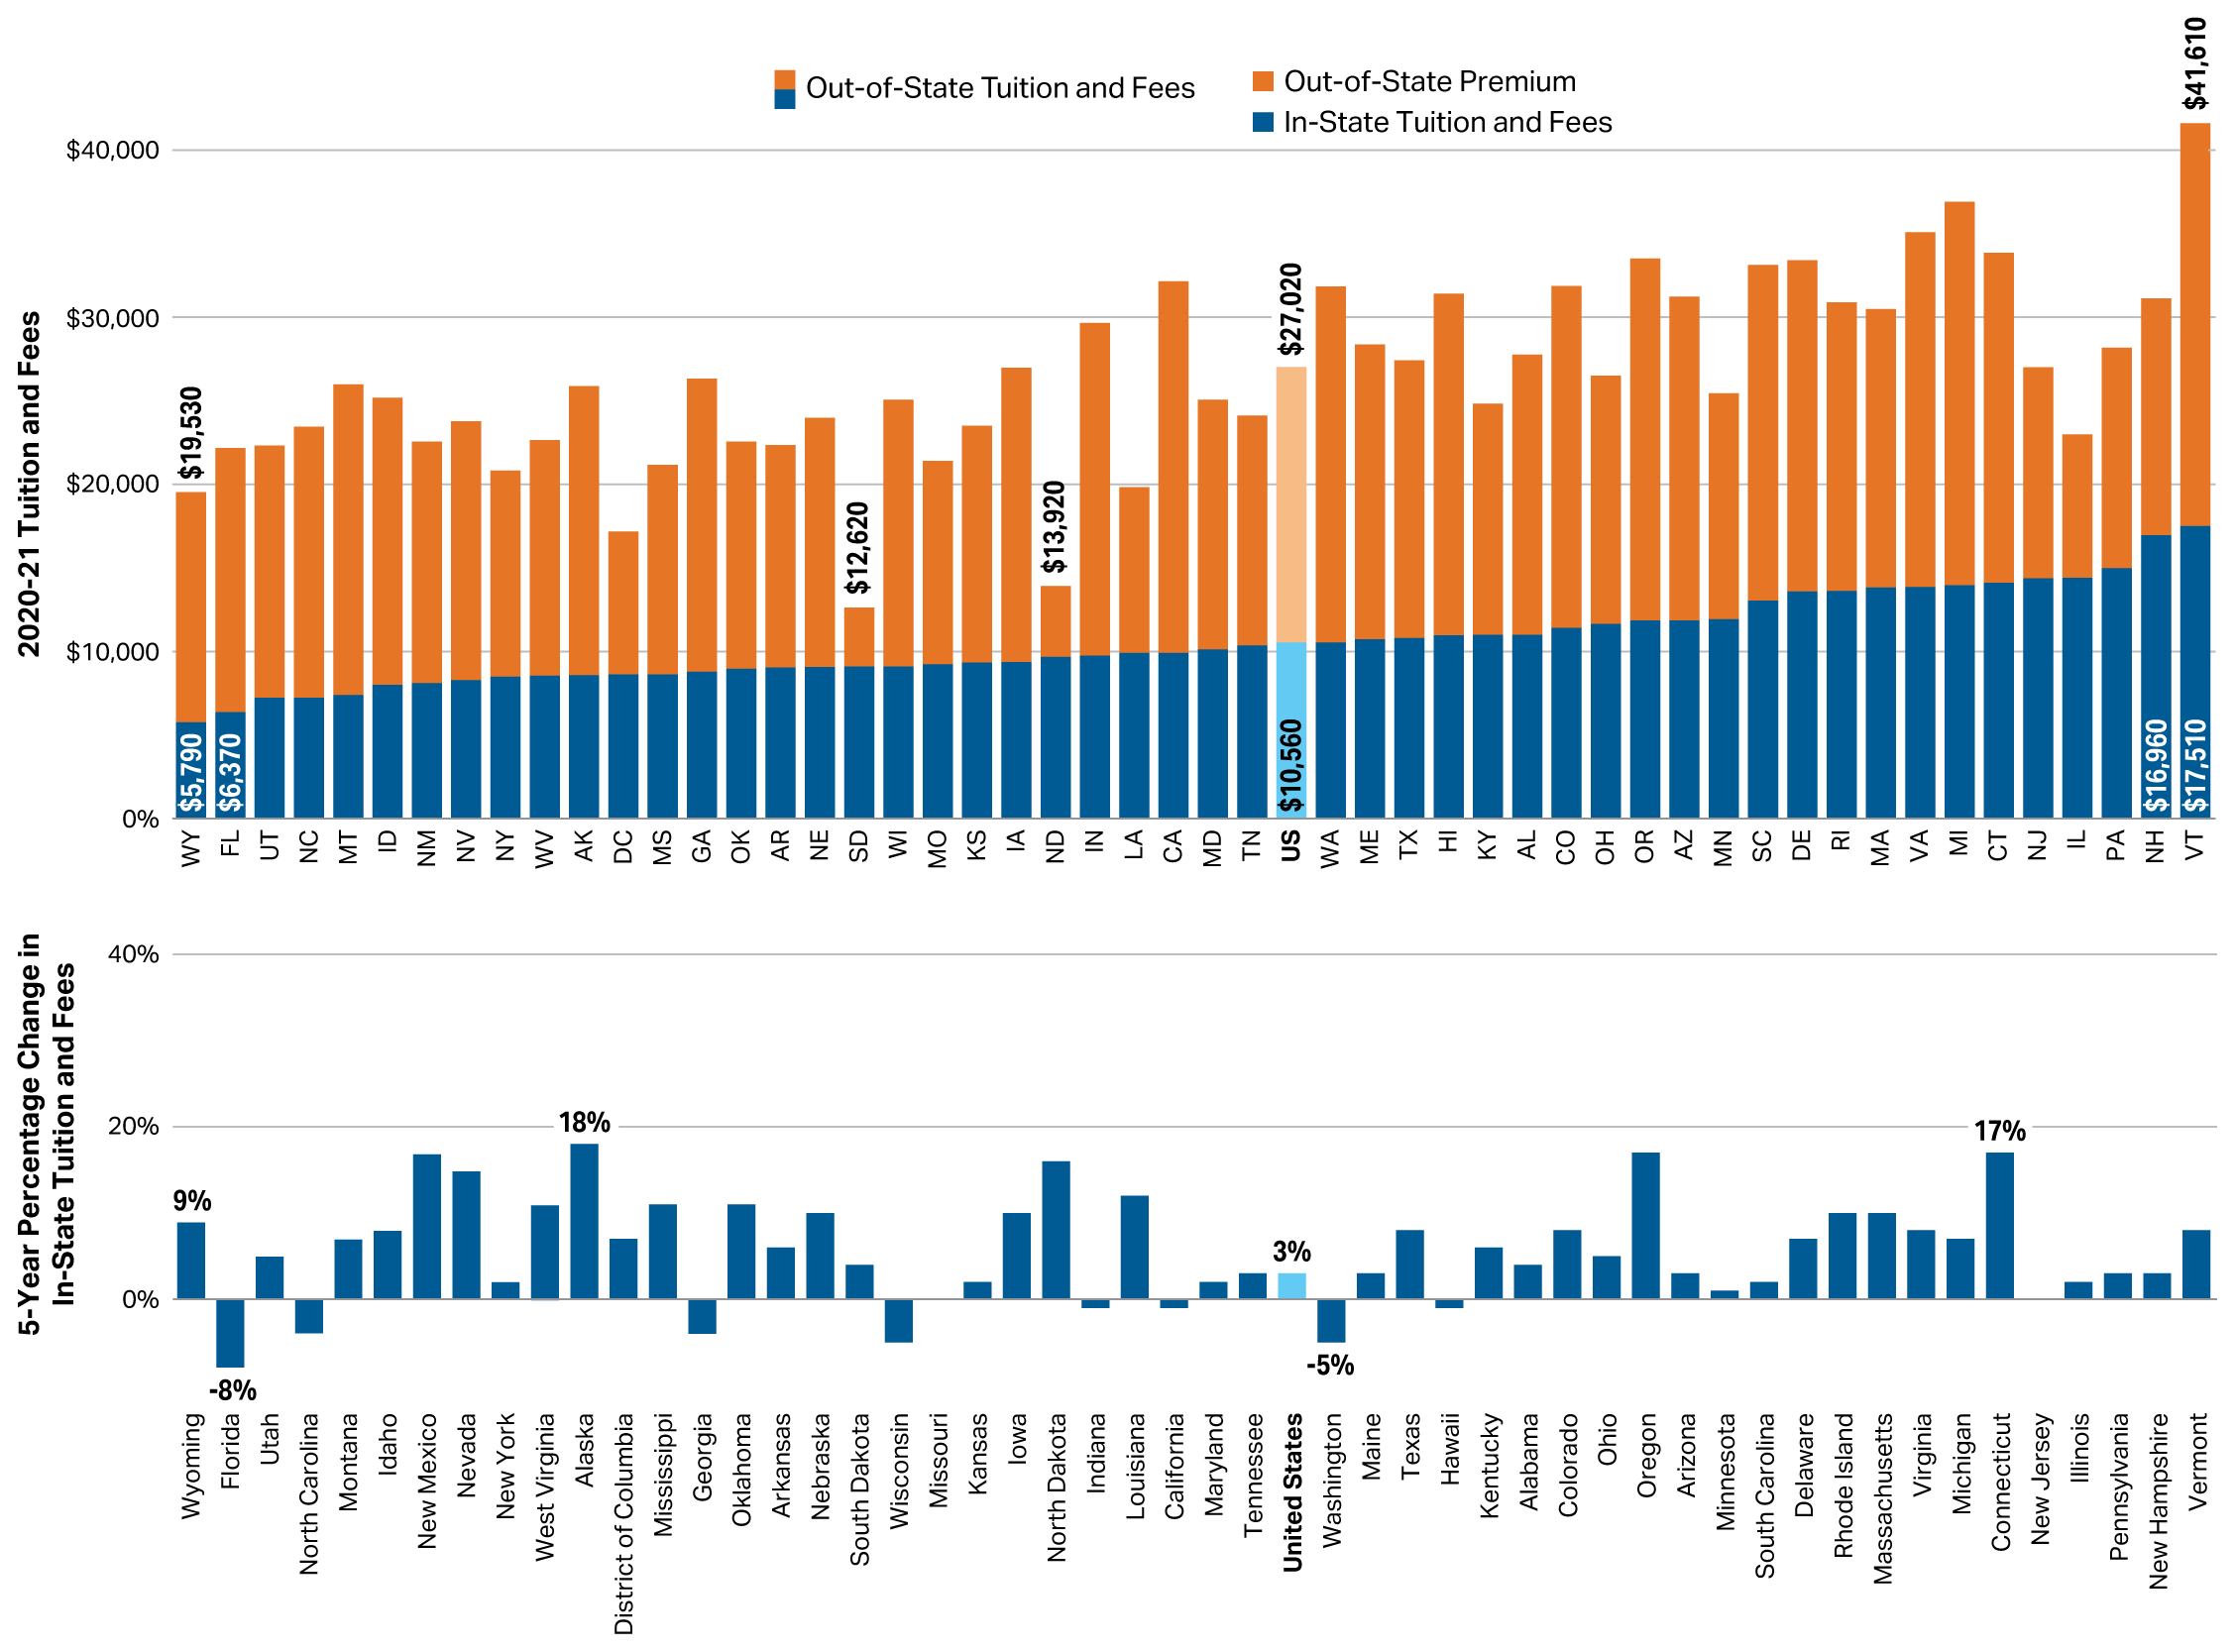 Out-of-State Tuition and Fees
Out-of-State Premium
In-State Tuition and Fees
2020-21 Tuition and Fees
$40,000
$30,000
$20,000
$10,000
0%
$19,530
$5,790
$6,370
$12,620
$13,920
$27,020
$10,560
$16,960
$41,610
$17,510
WY
FL
UT
NC
MT
ID
NM
NV
NY
WV
AK
DC
MS
GA
OK
AR
NE
SD
WI
MO
KS
IA
ND
IN
LA
CA
MD
TN
US
WA
ME
TX
HI
KY
AL
CO
OH
OR
AZ
MN
SC
DE
RI
MA
VA
MI
CT
NJ
IL
PA
NH
VT
5-Year Percentage Change in
In-State Tuition and Fees
40%
20%
0%
9%
-8%
18%
3%
-5%
17%
Wyoming
Florida
Utah
North Carolina
Montana
Idaho
New Mexico
Nevada
New York
West Virginia
Alaska
District of Columbia
Mississippi
Georgia
Oklahoma
Arkansas
Nebraska
South Dakota
Wisconsin
Missouri
Kansas
Iowa
North Dakota
Indiana
Louisiana
California
Maryland
Tennessee
United States
Washington
Maine
Texas
Hawaii
Kentucky
Alabama
Colorado
Ohio
Oregon
Arizona
Minnesota
South Carolina
Delaware
Rhode Island
Massachusetts
Virginia
Michigan
Connecticut
New Jersey
Illinois
Pennsylvania
New Hampshire
Vermont